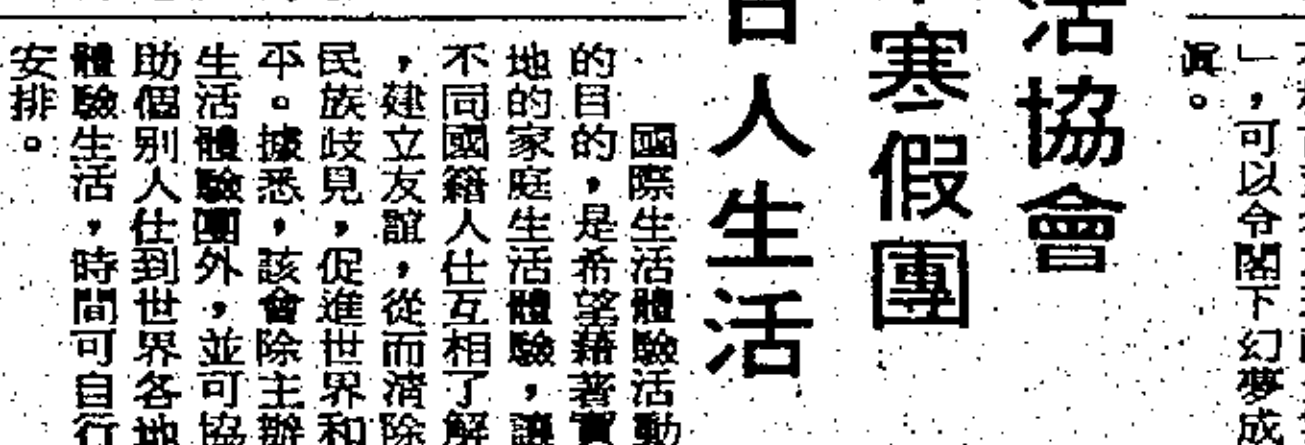 」，可以令閣下幻夢成
眞。
活協會
寒假團
人生活
國際生活體驗活動
的目的，是希望藉著實
地的家庭生活體驗，讓
不同國籍人仕互相了解
，建立友誼，從而清除
民族歧見，促進世界和
平。據悉，該會除主辦
生活體驗團外，並可協
助個別人仕到世界各地
體驗生活，時間可自行
安排。